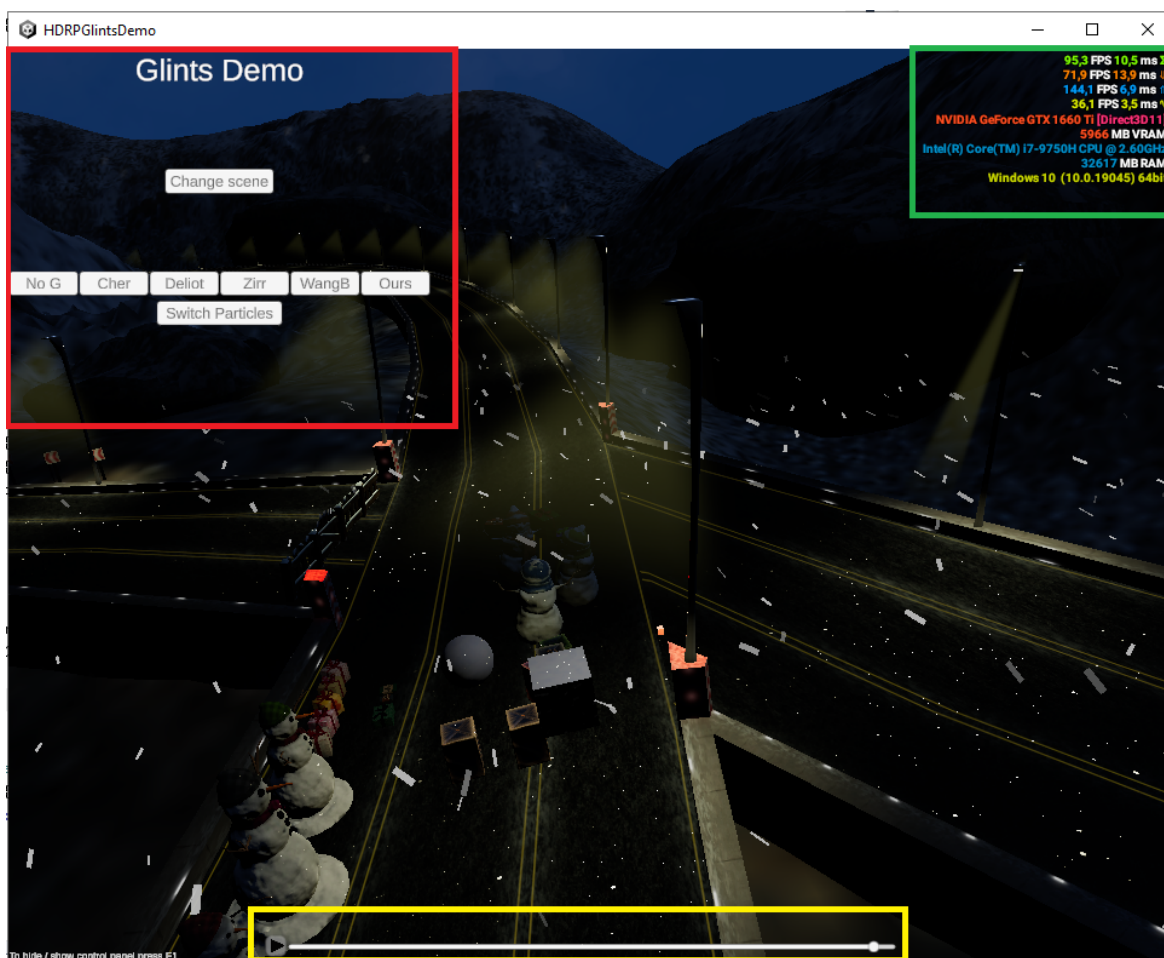 HDRPGlintsDemo
Glints Demo
Change scene
No G Cher Deliot Zirr WangB Ours
Switch Particles
95,3 FPS 10,5 ms
71,9 FPS 13,9 ms
144,1 FPS 6,9 ms
36,1 FPS 3,5 ms
NVIDIA GeForce GTX 1660 Ti [Direct3D11
5966 MB VRAM
Intel(R) Core(TM) i7-9750H CPU @ 2.60GHz
32617 MB RAM
Windows 10 (10.0.19045) 64bit
To hide / show control panel press F1